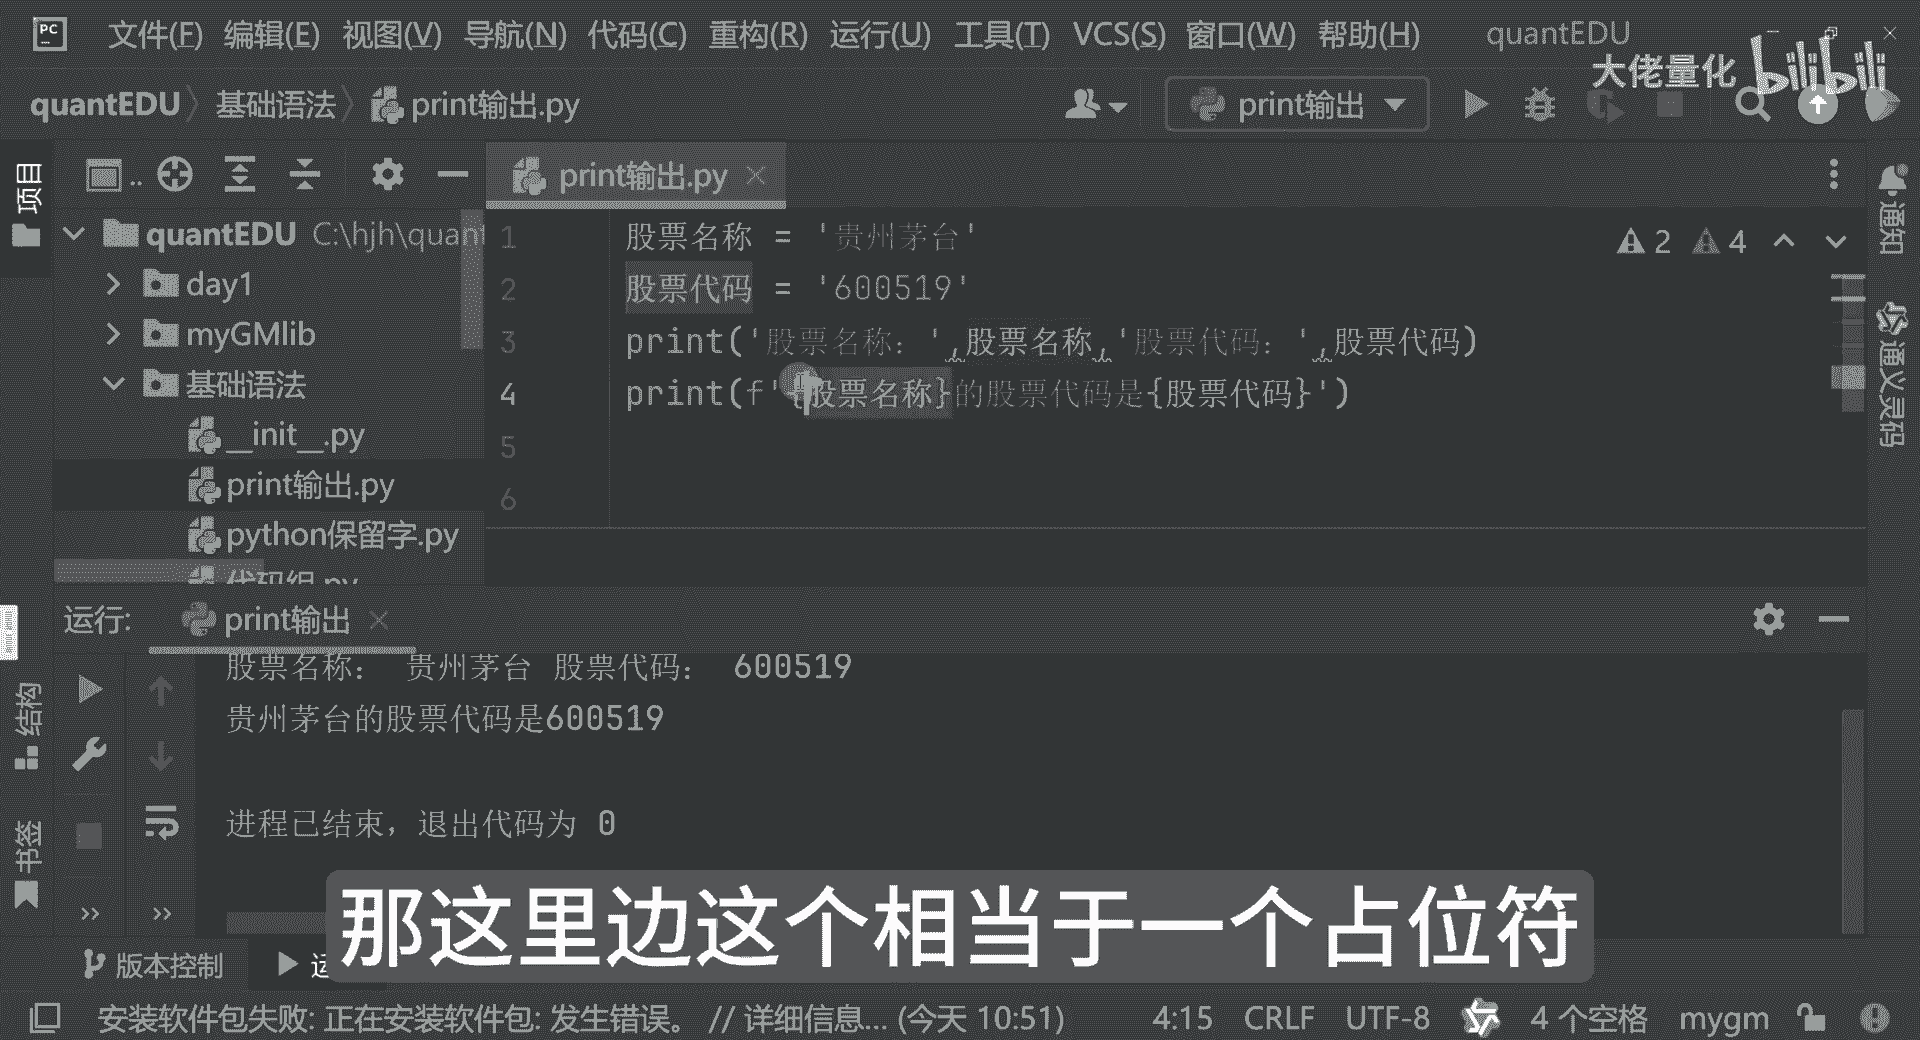 PC 文件(F) 编辑(E) 视图(V) 导航(N) 代码(C) 重构(R) 运行(U) 工具(T) VCS(S) 窗口(W) 帮助(H) quantEDU
大佬量化 bilibili
quantEDU 基础语法 print输出.py print输出
项目
print输出.py
通知
通义灵码
quantEDU C:\hjh\quant
day1
myGMlib
基础语法
__init__.py
print输出.py
python保留字.py
代码组.py
1 股票名称 = '贵州茅台'
2 4
2 股票代码 = '600519'
3 print('股票名称：',股票名称,'股票代码：',股票代码)
4 print(f'{股票名称}的股票代码是{股票代码}')
5
6
运行: print输出
股票名称： 贵州茅台 股票代码： 600519
贵州茅台的股票代码是600519
进程已结束，退出代码为 0
结构
书签
那这里边这个相当于一个占位符
版本控制 运
安装软件包失败: 正在安装软件包: 发生错误。 // 详细信息... (今天 10:51) 4:15 CRLF UTF-8 4 个空格 mygm